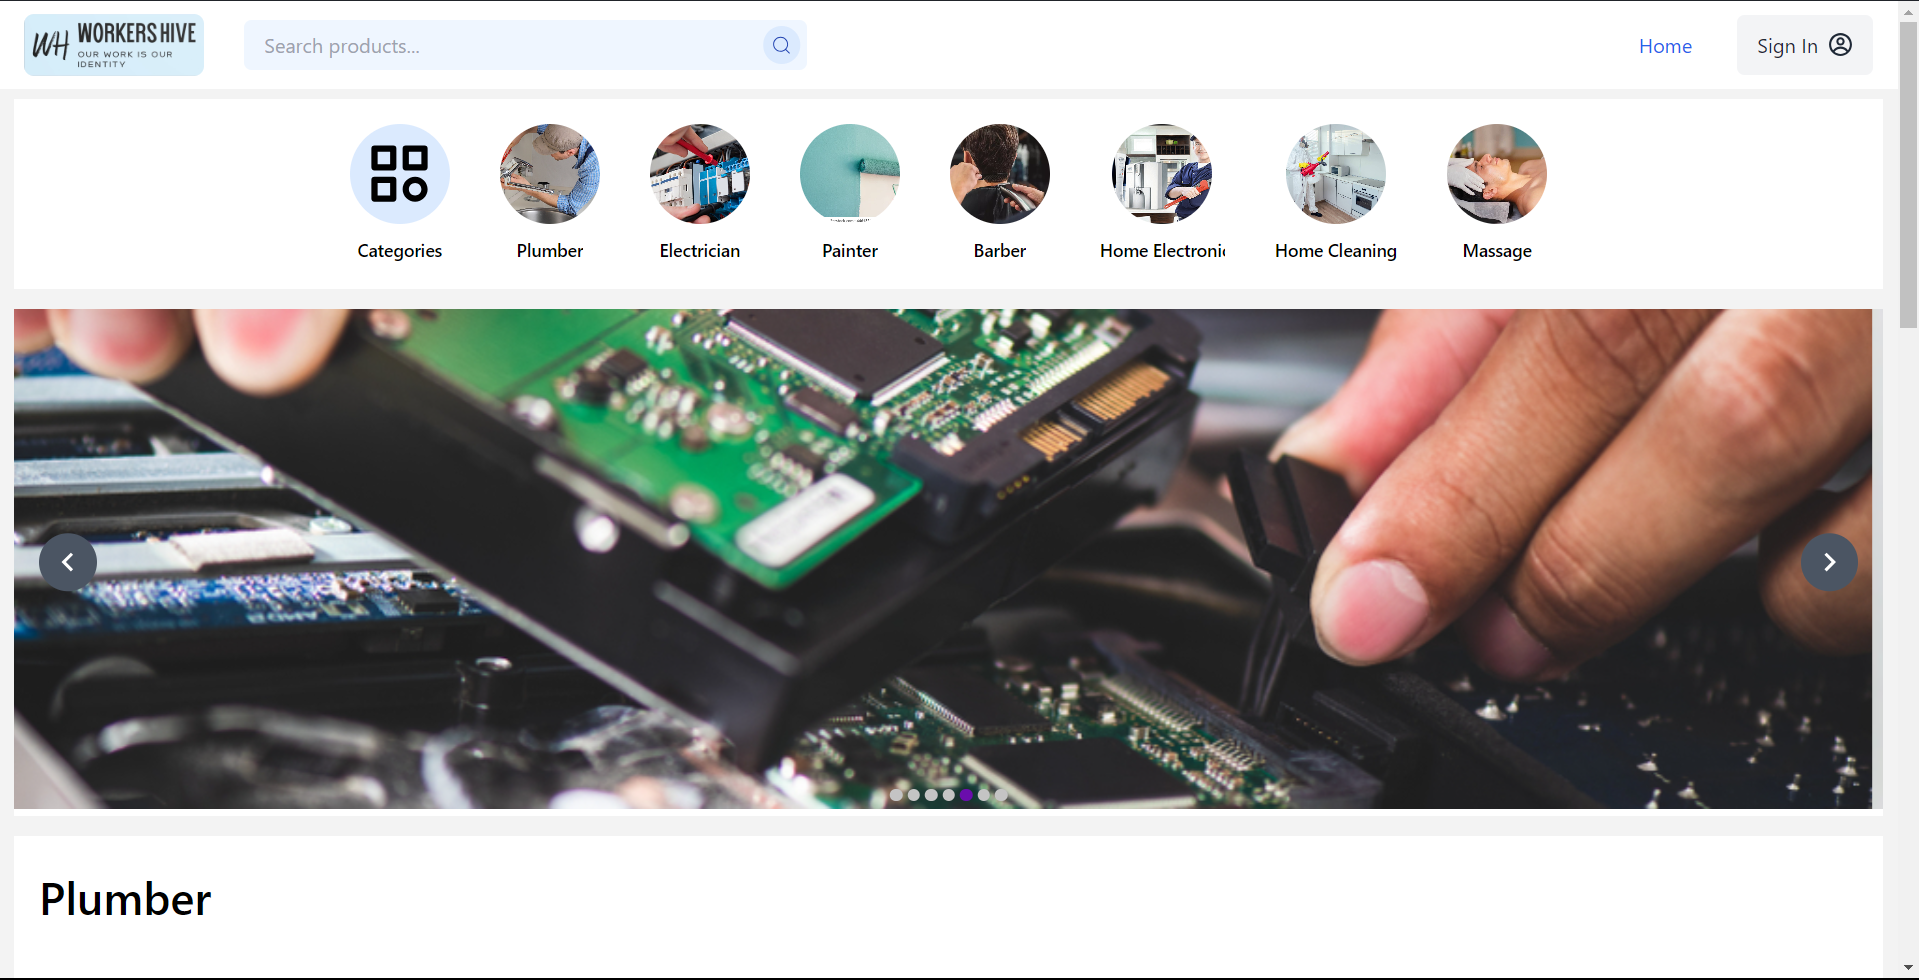 WH WORKERS HIVE
OUR WORK IS OUR
IDENTITY
Search products...
Home
Sign In
Categories
Plumber
Electrician
Painter
Barber
Home Electronic
Home Cleaning
Massage
Plumber